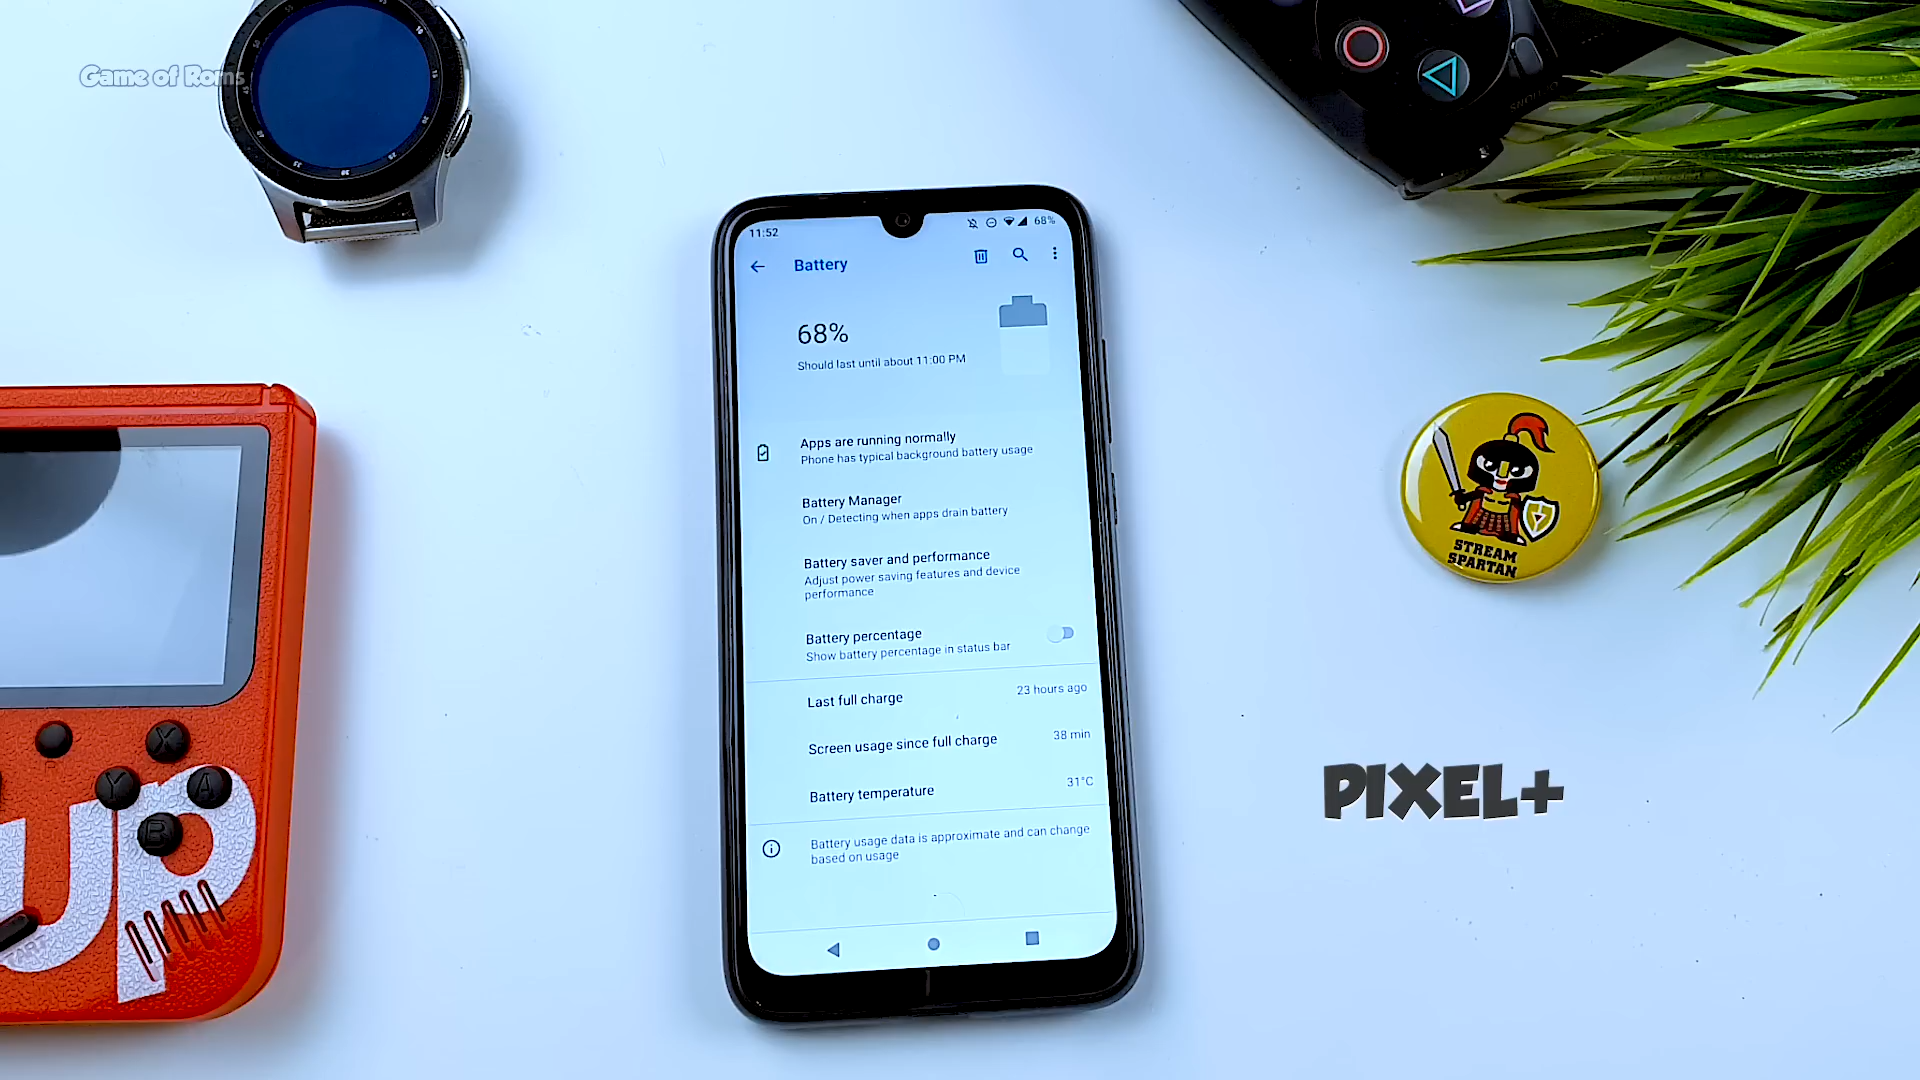 Game of Roms
11:52
68%
Battery
68%
Should last until about 11:00 PM
Apps are running normally
Phone has typical background battery usage
Battery Manager
On / Detecting when apps drain battery
Battery saver and performance
Adjust power saving features and device
performance
Battery percentage
Show battery percentage in status bar
Last full charge
23 hours ago
Screen usage since full charge
38 min
Battery temperature
31°C
Battery usage data is approximate and can change
based on usage
STREAM
SPARTAN
PIXEL+
X
Y
A
B
up